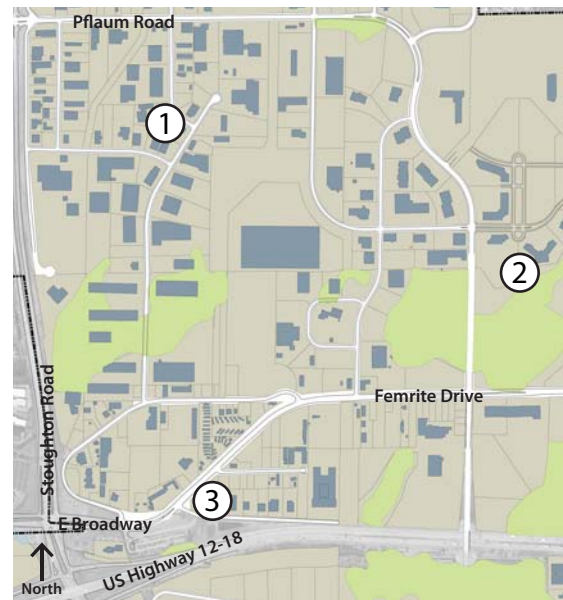 Pflaum Road
1
2
Femrite Drive
Stoughton Road
3
E Broadway
US Highway 12-18
North